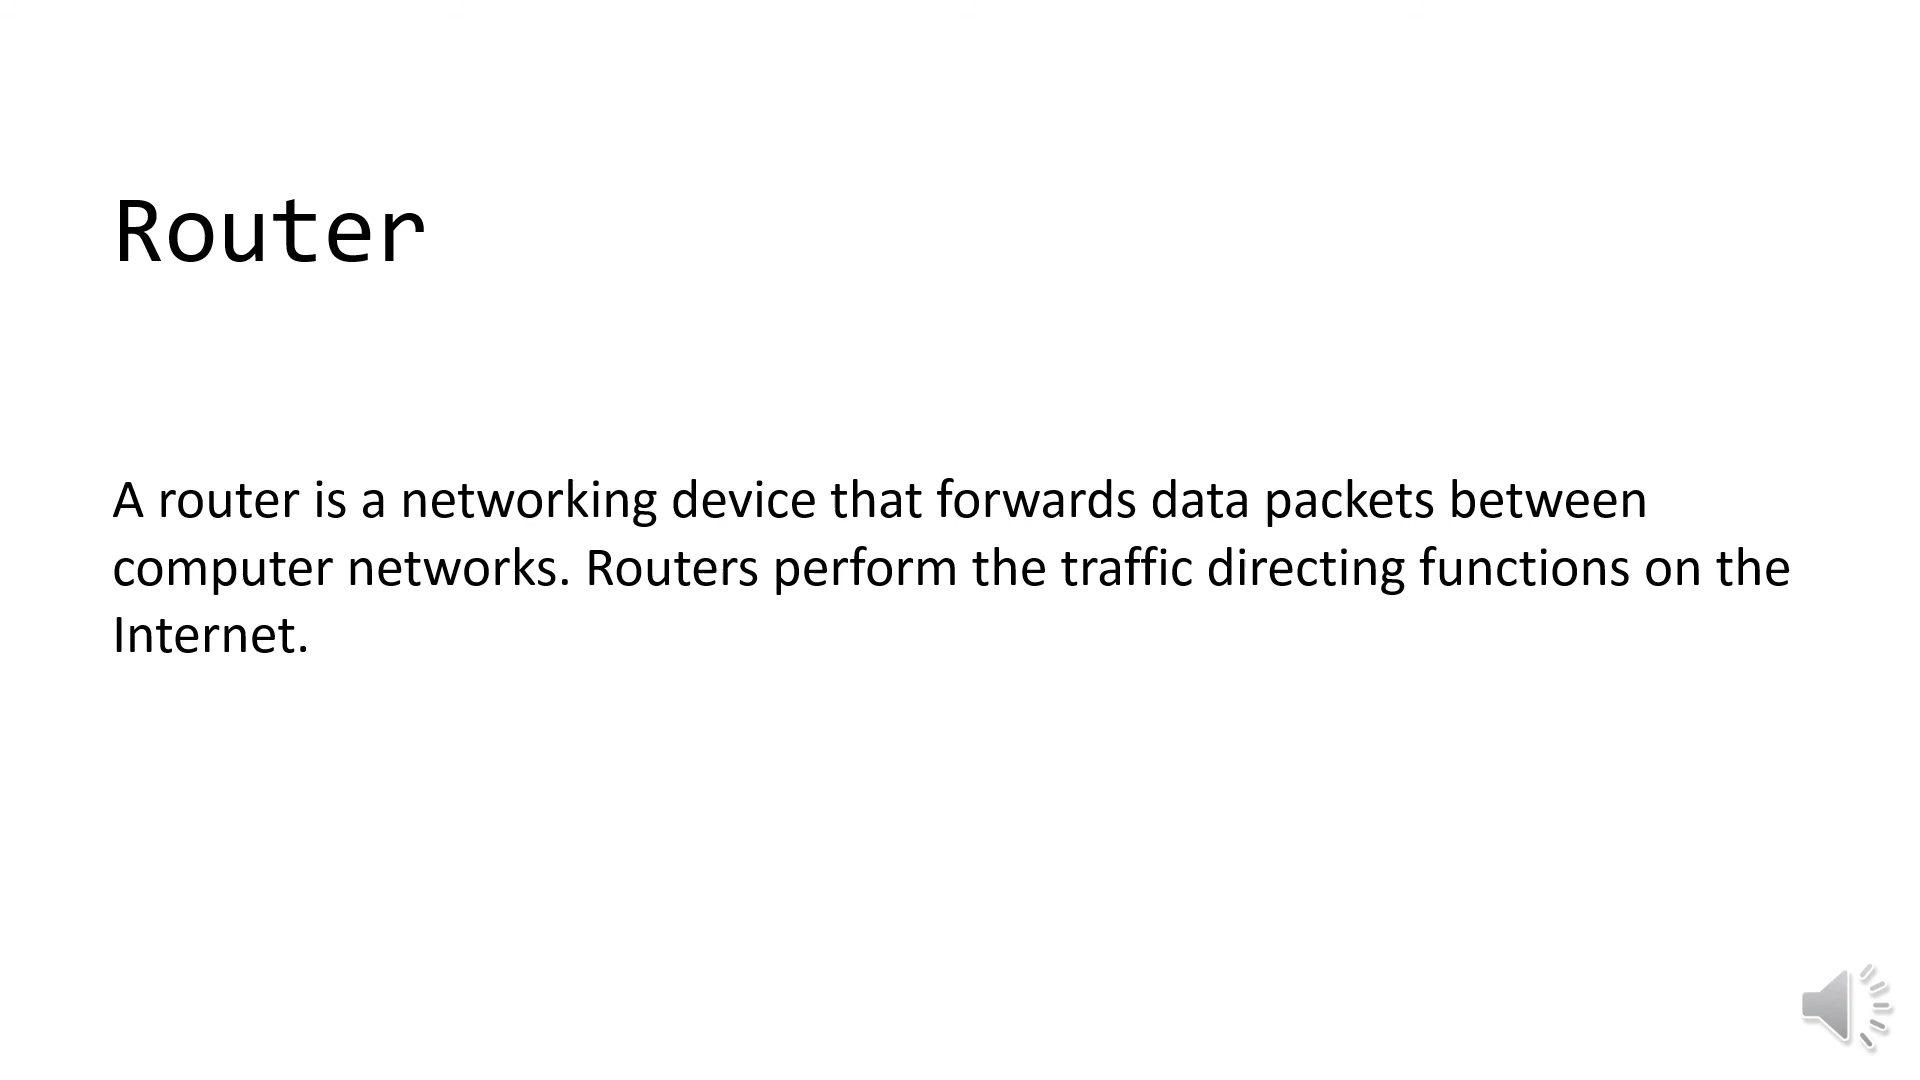 Router
A router is a networking device that forwards data packets between
computer networks. Routers perform the traffic directing functions on the
Internet.